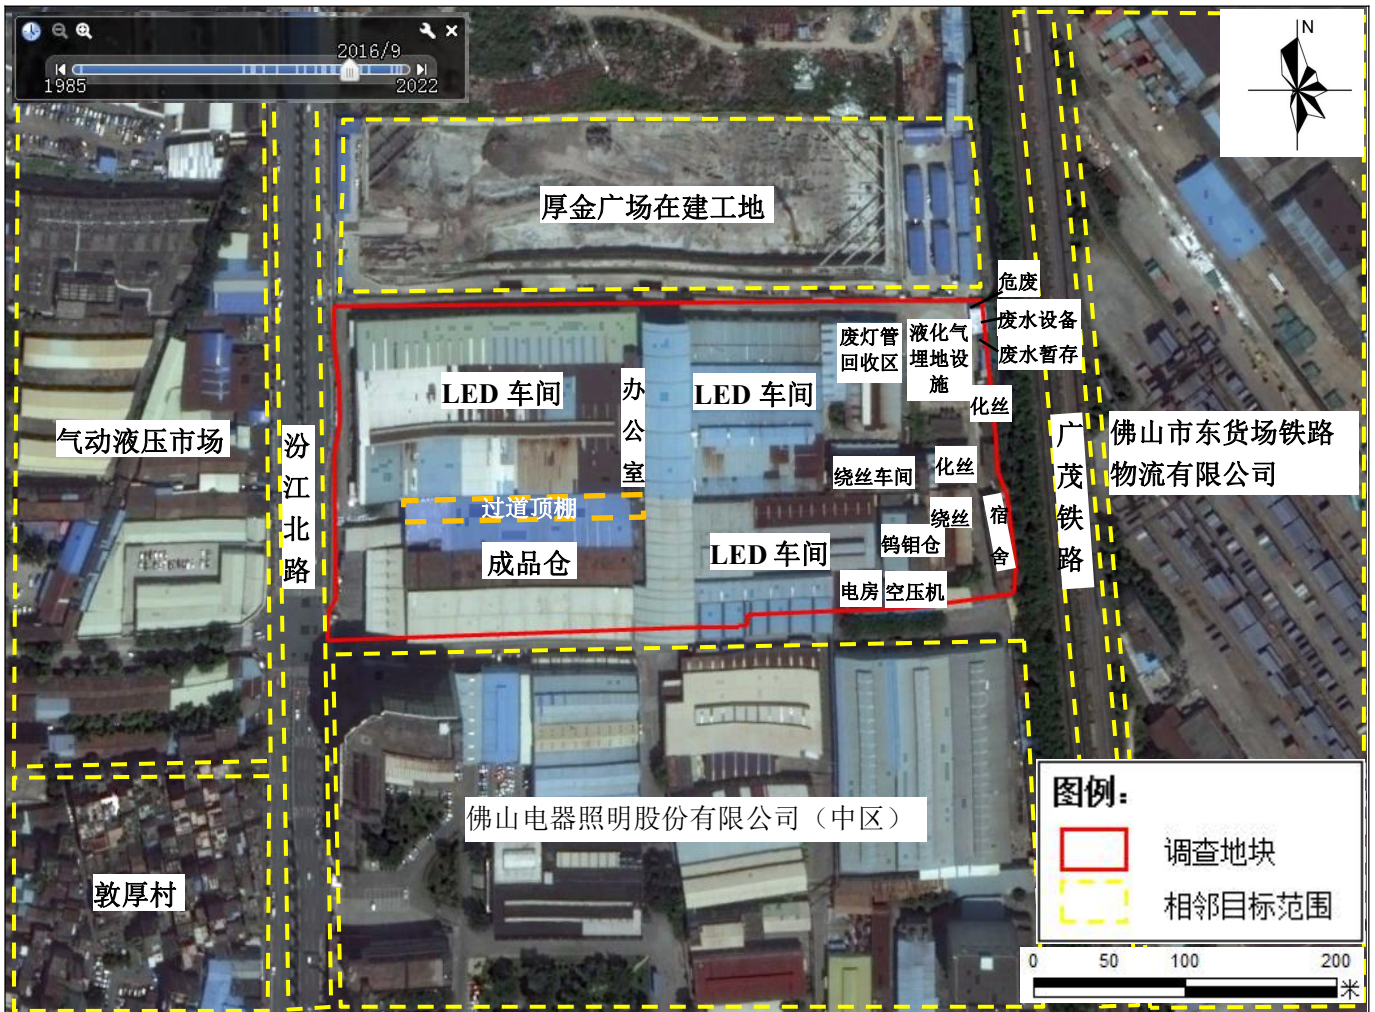 2016/9
1985
2022
N
厚金广场在建工地
危废
废水设备
废水暂存
废灯管
回收区
液化气
埋地设
施
LED 车间
办公室
LED 车间
化丝
气动液压市场
汾江北路
广茂铁路
佛山市东货场铁路
物流有限公司
绕丝车间
化丝
过道顶棚
绕丝
宿舍
钨钼仓
LED 车间
成品仓
电房
空压机
佛山电器照明股份有限公司（中区）
敦厚村
图例：
调查地块
相邻目标范围
0 50 100 200
米